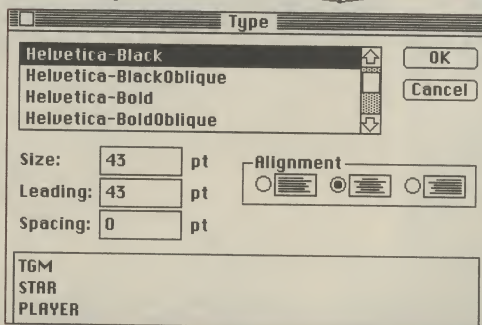 Type
Helvetica-Black
Helvetica-BlackOblique
Helvetica-Bold
Helvetica-BoldOblique
OK
Cancel
Size: 43 pt
Leading: 43 pt
Spacing: 0 pt
Alignment
TGM
STAR
PLAYER